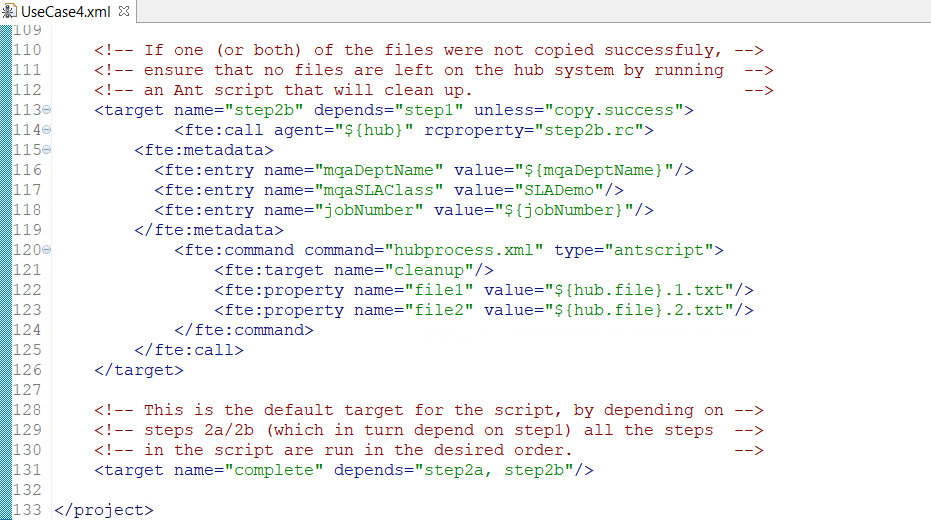 UseCase4.xml
109
110 <!-- If one (or both) of the files were not copied successfuly, -->
111 <!-- ensure that no files are left on the hub system by running -->
112 <!-- an Ant script that will clean up. -->
113 <target name="step2b" depends="step1" unless="copy.success">
114 <fte:call agent="${hub}" rcproperty="step2b.rc">
115 <fte:metadata>
116 <fte:entry name="mqaDeptName" value="${mqaDeptName}"/>
117 <fte:entry name="mqaSLAClass" value="SLADemo"/>
118 <fte:entry name="jobNumber" value="${jobNumber}"/>
119 </fte:metadata>
120 <fte:command command="hubprocess.xml" type="antscript">
121 <fte:target name="cleanup"/>
122 <fte:property name="file1" value="${hub.file}.1.txt"/>
123 <fte:property name="file2" value="${hub.file}.2.txt"/>
124 </fte:command>
125 </fte:call>
126 </target>
127
128 <!-- This is the default target for the script, by depending on -->
129 <!-- steps 2a/2b (which in turn depend on step1) all the steps -->
130 <!-- in the script are run in the desired order. -->
131 <target name="complete" depends="step2a, step2b"/>
132
133 </project>